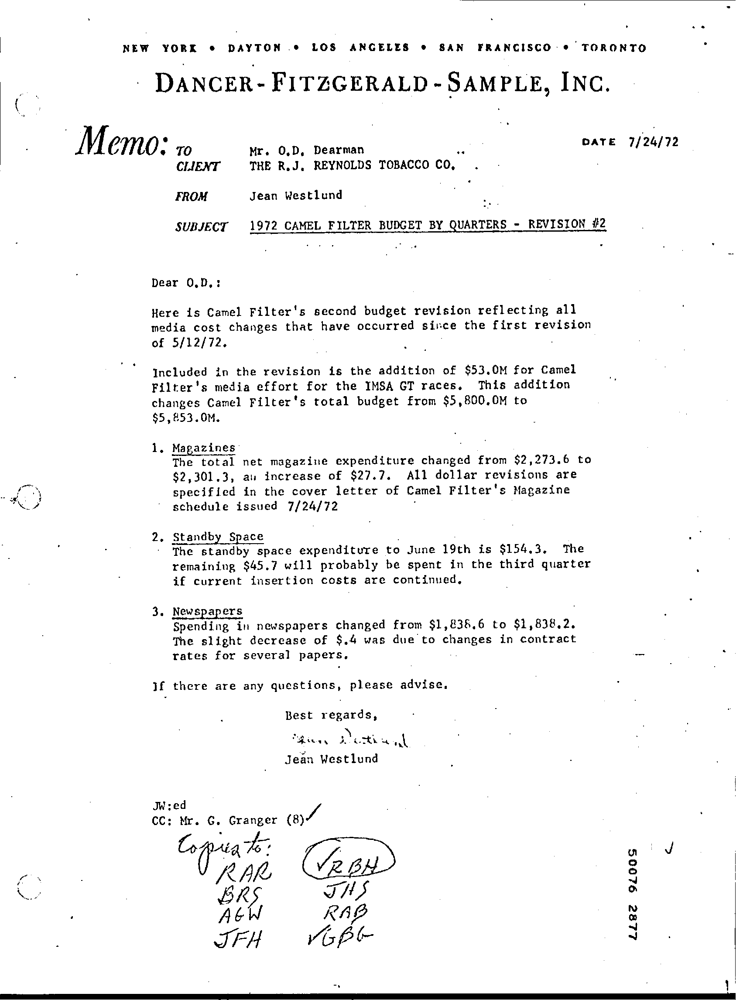 NEW YORK • DAYTON • LOS ANGELES • SAN FRANCISCO • TORONTO
DANCER-FITZGERALD-SAMPLE, INC.
Memo: TO Mr. O.D. Dearman DATE 7/24/72
CLIENT THE R.J. REYNOLDS TOBACCO CO.
FROM Jean Westlund
SUBJECT 1972 CAMEL FILTER BUDGET BY QUARTERS - REVISION #2
Dear O.D.:
Here is Camel Filter's second budget revision reflecting all
media cost changes that have occurred since the first revision
of 5/12/72.
Included in the revision is the addition of $53.0M for Camel
Filter's media effort for the IMSA GT races. This addition
changes Camel Filter's total budget from $5,800.0M to
$5,853.0M.
1. Magazines
The total net magazine expenditure changed from $2,273.6 to
$2,301.3, an increase of $27.7. All dollar revisions are
specified in the cover letter of Camel Filter's Magazine
schedule issued 7/24/72
2. Standby Space
The standby space expenditure to June 19th is $154.3. The
remaining $45.7 will probably be spent in the third quarter
if current insertion costs are continued.
3. Newspapers
Spending in newspapers changed from $1,838.6 to $1,838.2.
The slight decrease of $.4 was due to changes in contract
rates for several papers.
If there are any questions, please advise.
Best regards,
Jean Westlund
Jean Westlund
JW:ed
CC: Mr. G. Granger (8)✓
Copies to:
RAR ✓RBH
BRS JHS
AGW RAB
JFH ✓GBG
50076 2877